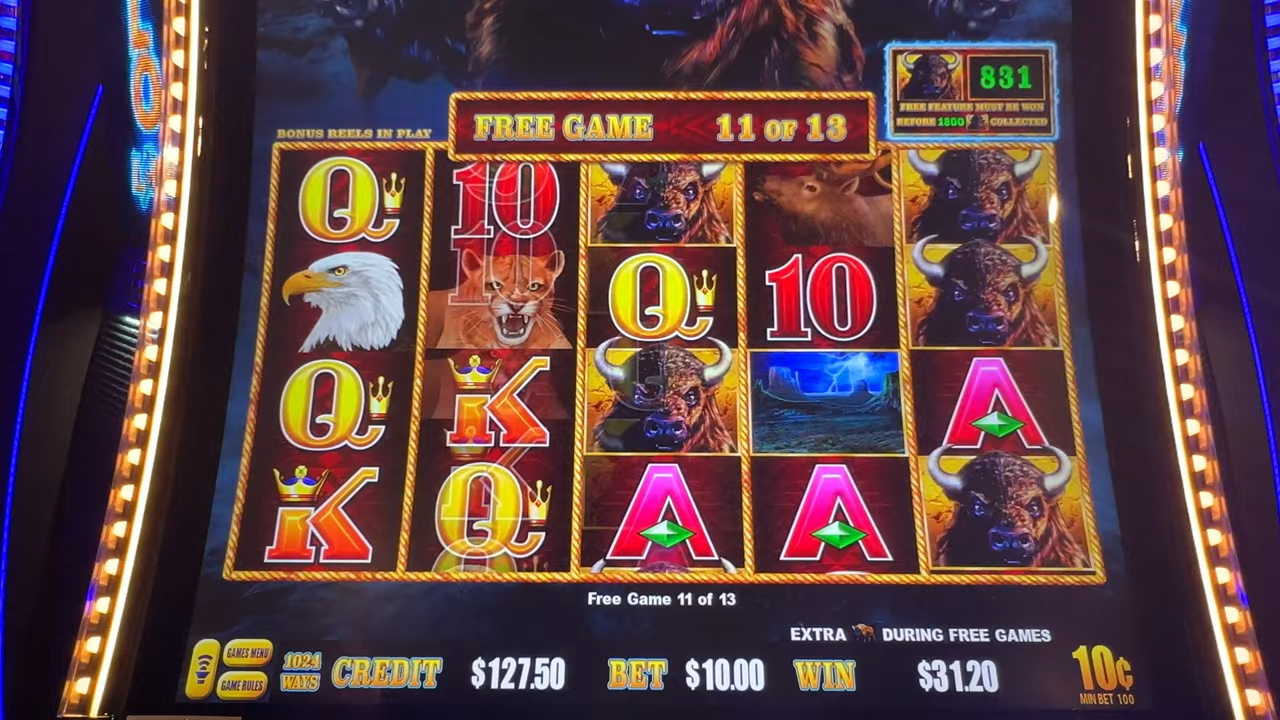 831
FREE FEATURE MUST BE WON
BEFORE 1800 COLLECTED
BONUS REELS IN PLAY
FREE GAME 11 OF 13
Q 10
Q 10
Q K A
K Q A A
Free Game 11 of 13
EXTRA DURING FREE GAMES
GAMES MENU
GAME RULES
1024 WAYS
CREDIT $127.50 BET $10.00 WIN $31.20
10¢
MIN BET 100